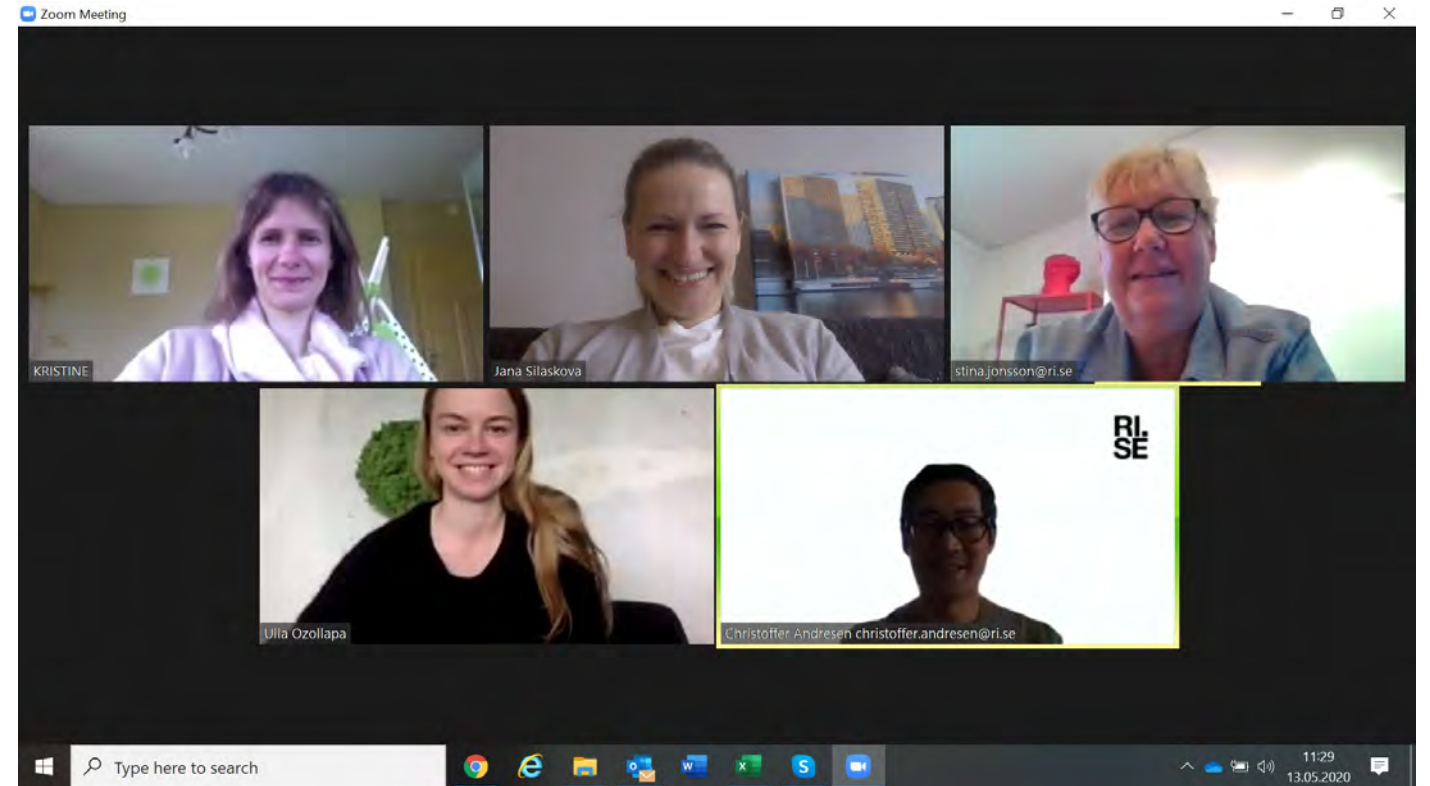 Zoom Meeting
KRISTINE
Jana Silaskova
stina.jonsson@ri.se
RI.
SE
Ulla Ozollapa
Christoffer Andresen christoffer.andresen@ri.se
Type here to search
11:29
13.05.2020